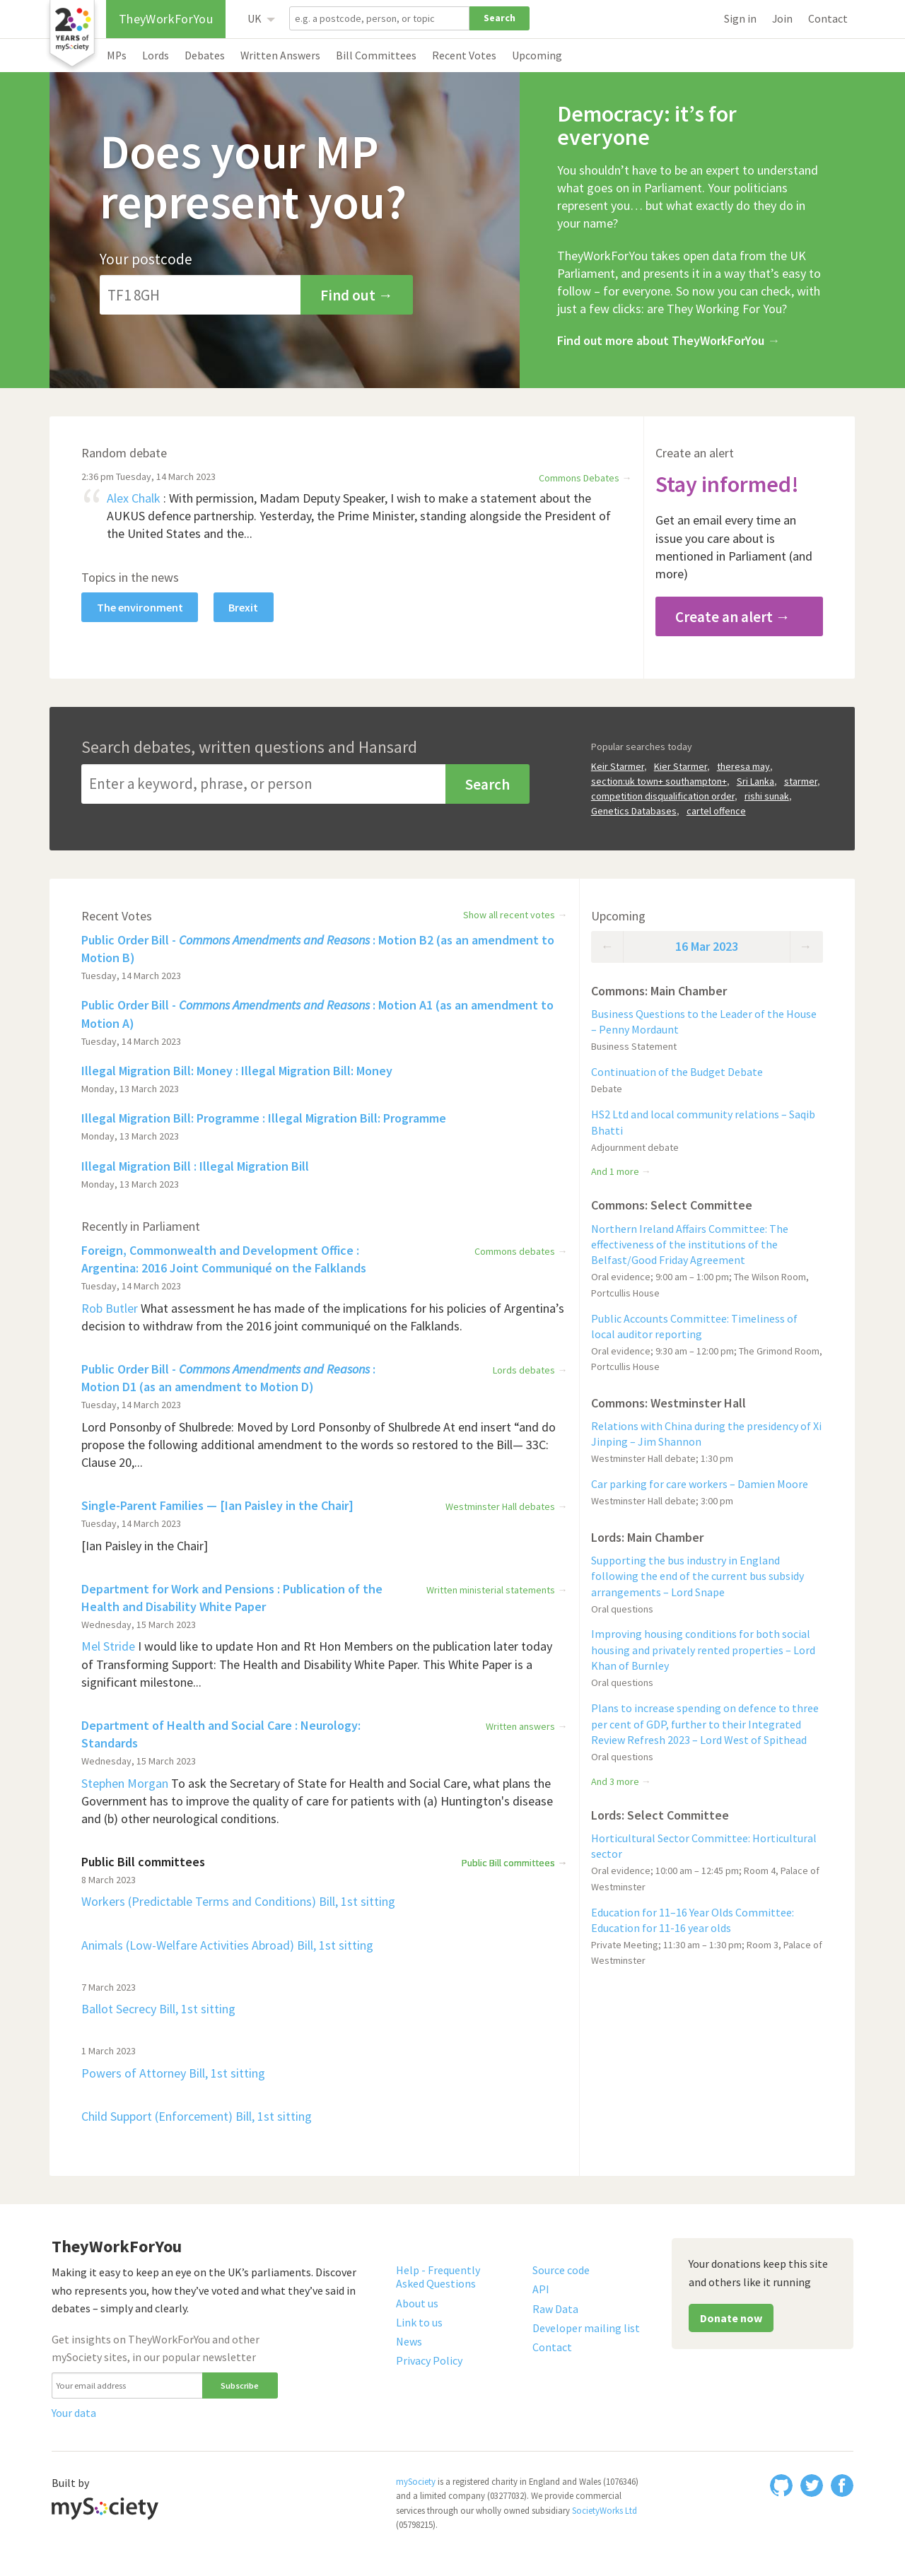 20
YEARS of
mySociety
TheyWorkForYou
UK
e.g. a postcode, person, or topic
Search
Sign in
Join
Contact
MPs
Lords
Debates
Written Answers
Bill Committees
Recent Votes
Upcoming
Does your MP
represent you?
Your postcode
TF1 8GH
Find out →
Democracy: it’s for
everyone
You shouldn’t have to be an expert to understand
what goes on in Parliament. Your politicians
represent you… but what exactly do they do in
your name?
TheyWorkForYou takes open data from the UK
Parliament, and presents it in a way that’s easy to
follow – for everyone. So now you can check, with
just a few clicks: are They Working For You?
Find out more about TheyWorkForYou →
Random debate
2:36 pm Tuesday, 14 March 2023
Commons Debates →
“ Alex Chalk : With permission, Madam Deputy Speaker, I wish to make a statement about the
AUKUS defence partnership. Yesterday, the Prime Minister, standing alongside the President of
the United States and the...
Topics in the news
The environment
Brexit
Create an alert
Stay informed!
Get an email every time an
issue you care about is
mentioned in Parliament (and
more)
Create an alert →
Search debates, written questions and Hansard
Enter a keyword, phrase, or person
Search
Popular searches today
Keir Starmer, Kier Starmer, theresa may,
section:uk town+ southampton+, Sri Lanka, starmer,
competition disqualification order, rishi sunak,
Genetics Databases, cartel offence
Recent Votes
Show all recent votes →
Public Order Bill - Commons Amendments and Reasons : Motion B2 (as an amendment to
Motion B)
Tuesday, 14 March 2023
Public Order Bill - Commons Amendments and Reasons : Motion A1 (as an amendment to
Motion A)
Tuesday, 14 March 2023
Illegal Migration Bill: Money : Illegal Migration Bill: Money
Monday, 13 March 2023
Illegal Migration Bill: Programme : Illegal Migration Bill: Programme
Monday, 13 March 2023
Illegal Migration Bill : Illegal Migration Bill
Monday, 13 March 2023
Recently in Parliament
Foreign, Commonwealth and Development Office :
Argentina: 2016 Joint Communiqué on the Falklands
Commons debates →
Tuesday, 14 March 2023
Rob Butler What assessment he has made of the implications for his policies of Argentina’s
decision to withdraw from the 2016 joint communiqué on the Falklands.
Public Order Bill - Commons Amendments and Reasons :
Motion D1 (as an amendment to Motion D)
Lords debates →
Tuesday, 14 March 2023
Lord Ponsonby of Shulbrede: Moved by Lord Ponsonby of Shulbrede At end insert “and do
propose the following additional amendment to the words so restored to the Bill— 33C:
Clause 20,...
Single-Parent Families — [Ian Paisley in the Chair]
Westminster Hall debates →
Tuesday, 14 March 2023
[Ian Paisley in the Chair]
Department for Work and Pensions : Publication of the
Health and Disability White Paper
Written ministerial statements →
Wednesday, 15 March 2023
Mel Stride I would like to update Hon and Rt Hon Members on the publication later today
of Transforming Support: The Health and Disability White Paper. This White Paper is a
significant milestone...
Department of Health and Social Care : Neurology:
Standards
Written answers →
Wednesday, 15 March 2023
Stephen Morgan To ask the Secretary of State for Health and Social Care, what plans the
Government has to improve the quality of care for patients with (a) Huntington's disease
and (b) other neurological conditions.
Public Bill committees
Public Bill committees →
8 March 2023
Workers (Predictable Terms and Conditions) Bill, 1st sitting
Animals (Low-Welfare Activities Abroad) Bill, 1st sitting
7 March 2023
Ballot Secrecy Bill, 1st sitting
1 March 2023
Powers of Attorney Bill, 1st sitting
Child Support (Enforcement) Bill, 1st sitting
Upcoming
← 16 Mar 2023 →
Commons: Main Chamber
Business Questions to the Leader of the House
– Penny Mordaunt
Business Statement
Continuation of the Budget Debate
Debate
HS2 Ltd and local community relations – Saqib
Bhatti
Adjournment debate
And 1 more →
Commons: Select Committee
Northern Ireland Affairs Committee: The
effectiveness of the institutions of the
Belfast/Good Friday Agreement
Oral evidence; 9:00 am – 1:00 pm; The Wilson Room,
Portcullis House
Public Accounts Committee: Timeliness of
local auditor reporting
Oral evidence; 9:30 am – 12:00 pm; The Grimond Room,
Portcullis House
Commons: Westminster Hall
Relations with China during the presidency of Xi
Jinping – Jim Shannon
Westminster Hall debate; 1:30 pm
Car parking for care workers – Damien Moore
Westminster Hall debate; 3:00 pm
Lords: Main Chamber
Supporting the bus industry in England
following the end of the current bus subsidy
arrangements – Lord Snape
Oral questions
Improving housing conditions for both social
housing and privately rented properties – Lord
Khan of Burnley
Oral questions
Plans to increase spending on defence to three
per cent of GDP, further to their Integrated
Review Refresh 2023 – Lord West of Spithead
Oral questions
And 3 more →
Lords: Select Committee
Horticultural Sector Committee: Horticultural
sector
Oral evidence; 10:00 am – 12:45 pm; Room 4, Palace of
Westminster
Education for 11–16 Year Olds Committee:
Education for 11-16 year olds
Private Meeting; 11:30 am – 1:30 pm; Room 3, Palace of
Westminster
TheyWorkForYou
Making it easy to keep an eye on the UK’s parliaments. Discover
who represents you, how they’ve voted and what they’ve said in
debates – simply and clearly.
Get insights on TheyWorkForYou and other
mySociety sites, in our popular newsletter
Your email address
Subscribe
Your data
Help - Frequently
Asked Questions
About us
Link to us
News
Privacy Policy
Source code
API
Raw Data
Developer mailing list
Contact
Your donations keep this site
and others like it running
Donate now
Built by
mySociety
mySociety is a registered charity in England and Wales (1076346)
and a limited company (03277032). We provide commercial
services through our wholly owned subsidiary SocietyWorks Ltd
(05798215).